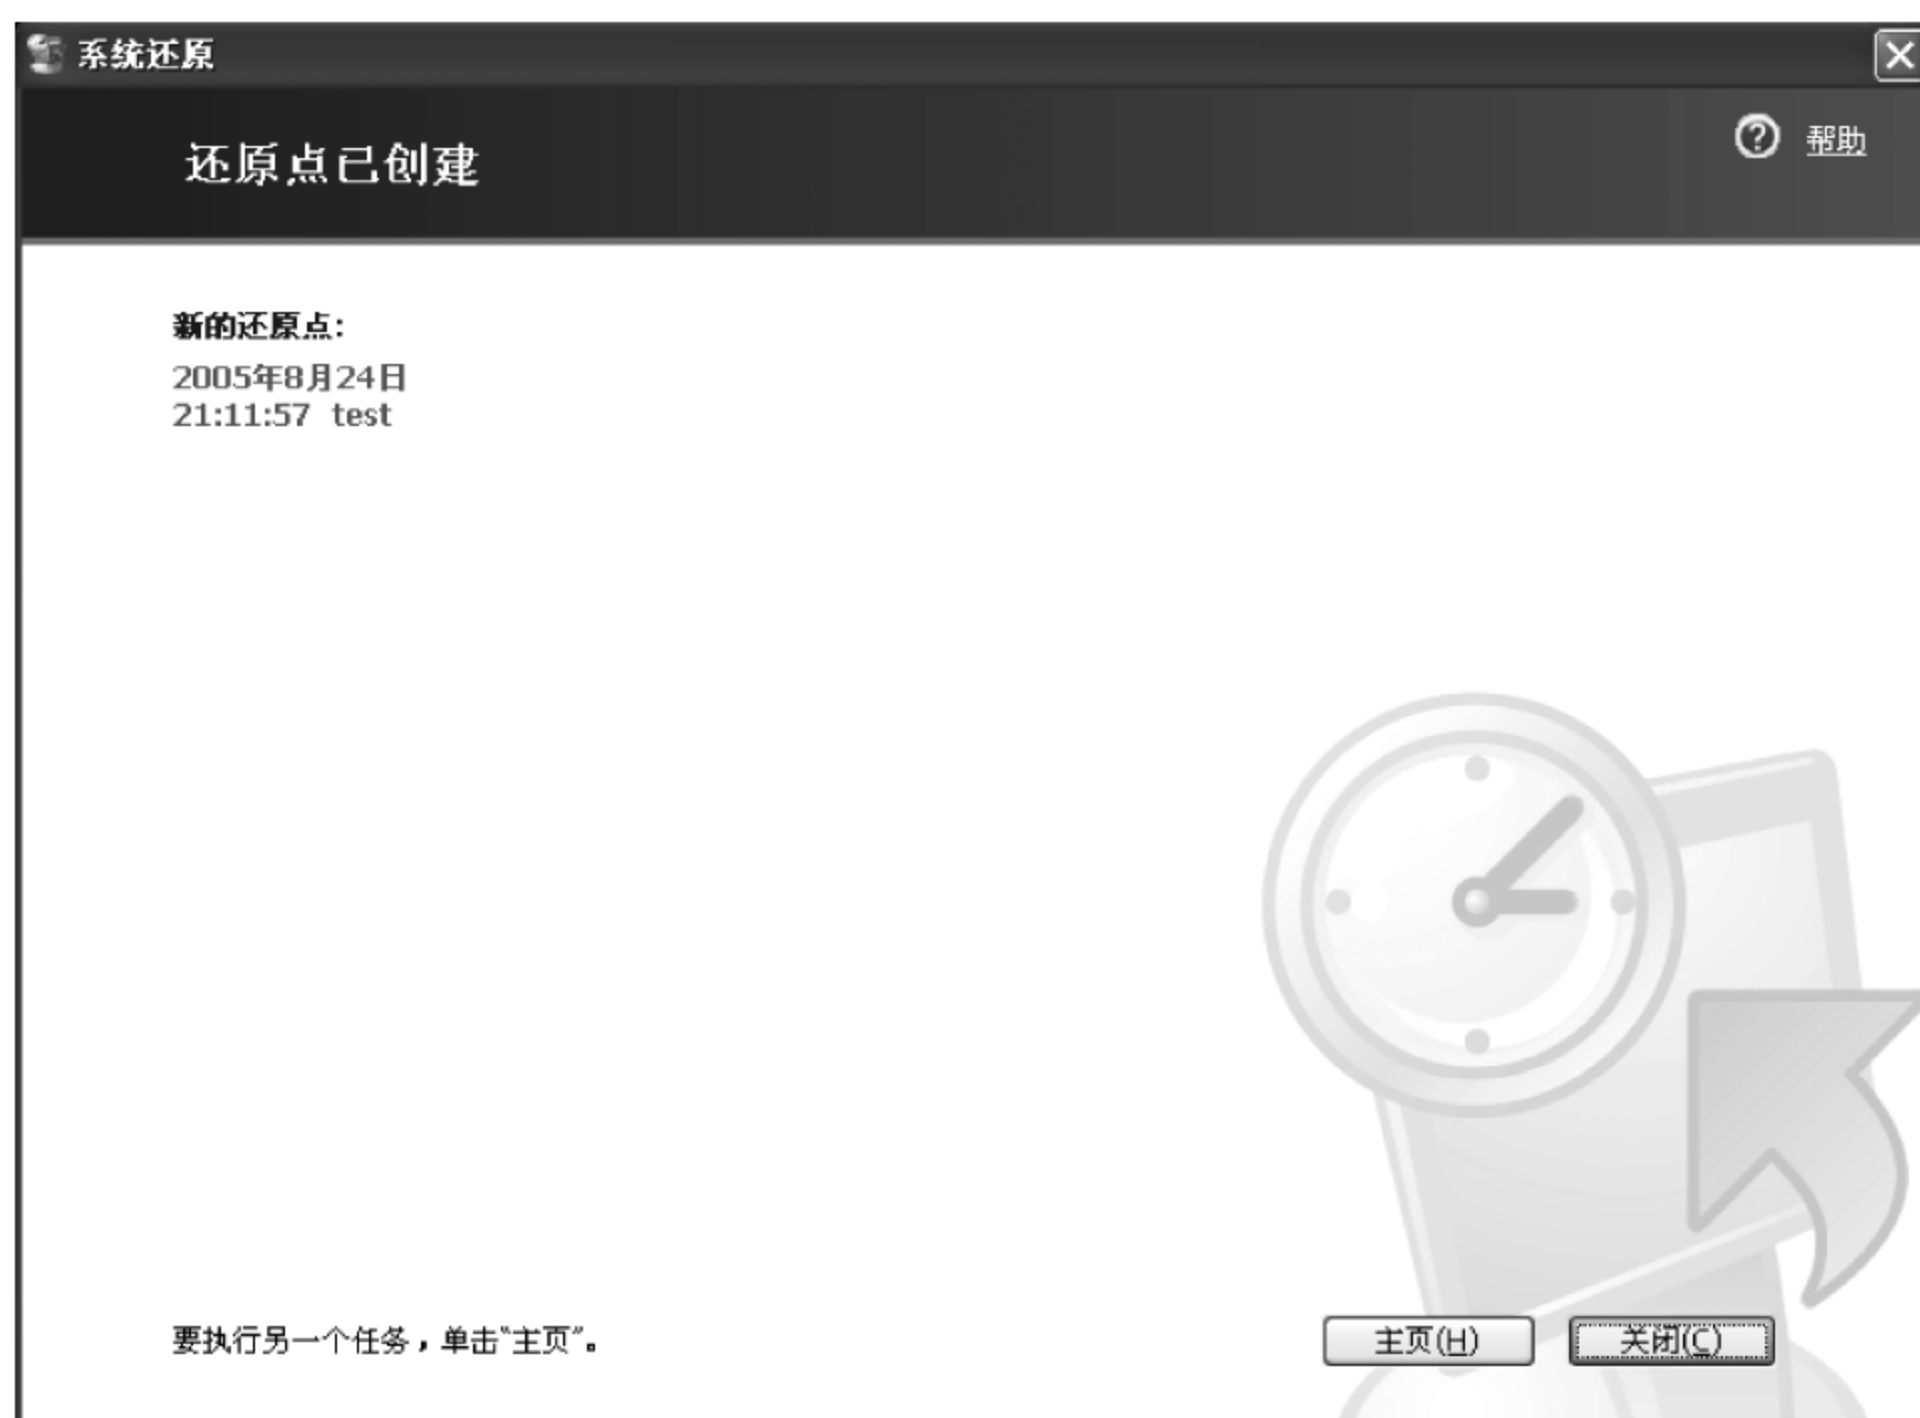 系统还原
还原点已创建
帮助
新的还原点:
2005年8月24日
21:11:57 test
要执行另一个任务，单击“主页”。
主页(H)
关闭(C)